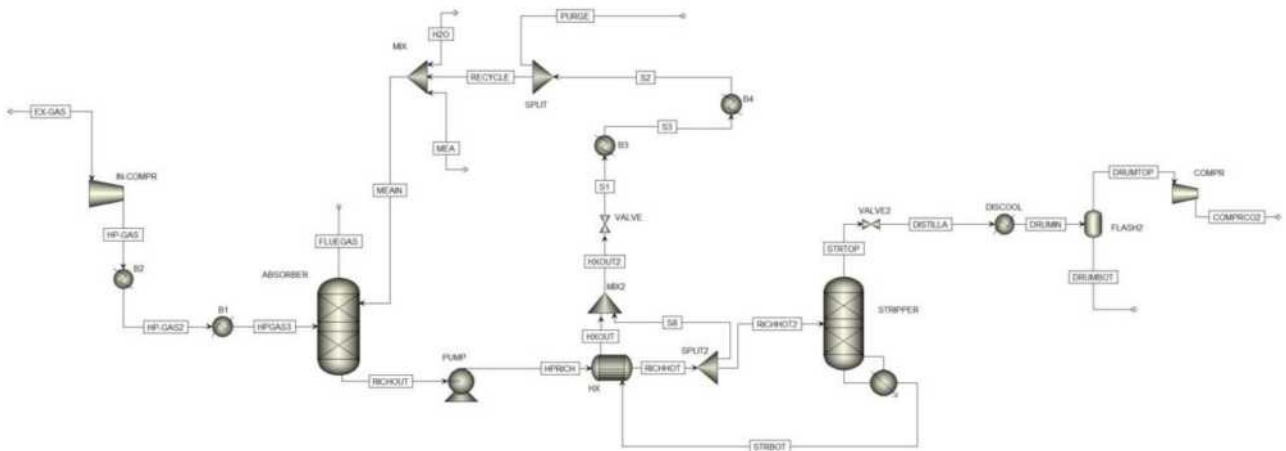 PURGE
H2O
MIX
RECYCLE
SPLIT
S2
B4
EX-GAS
S3
B3
MEA
IN-COMPR
MEAIN
S1
DRUMTOP
COMPR
VALVE
VALVE2
DISCOOL
COMPRCO2
HP-GAS
FLUEGAS
DISTILLA
DRUMIN
FLASH2
STRTOP
HXOUT2
B2
ABSORBER
DRUMBOT
MIX2
B1
STRIPPER
S8
HP-GAS2
HPGAS3
RICHHOT2
HXOUT
SPLIT2
PUMP
HPRICH
RICHHOT
RICHOUT
HX
STRBOT